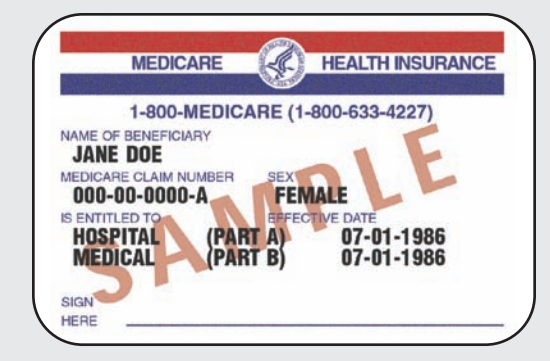 MEDICARE HEALTH INSURANCE
1-800-MEDICARE (1-800-633-4227)
NAME OF BENEFICIARY
JANE DOE
MEDICARE CLAIM NUMBER SEX
000-00-0000-A FEMALE
IS ENTITLED TO EFFECTIVE DATE
HOSPITAL (PART A) 07-01-1986
MEDICAL (PART B) 07-01-1986
SIGN
HERE
SAMPLE